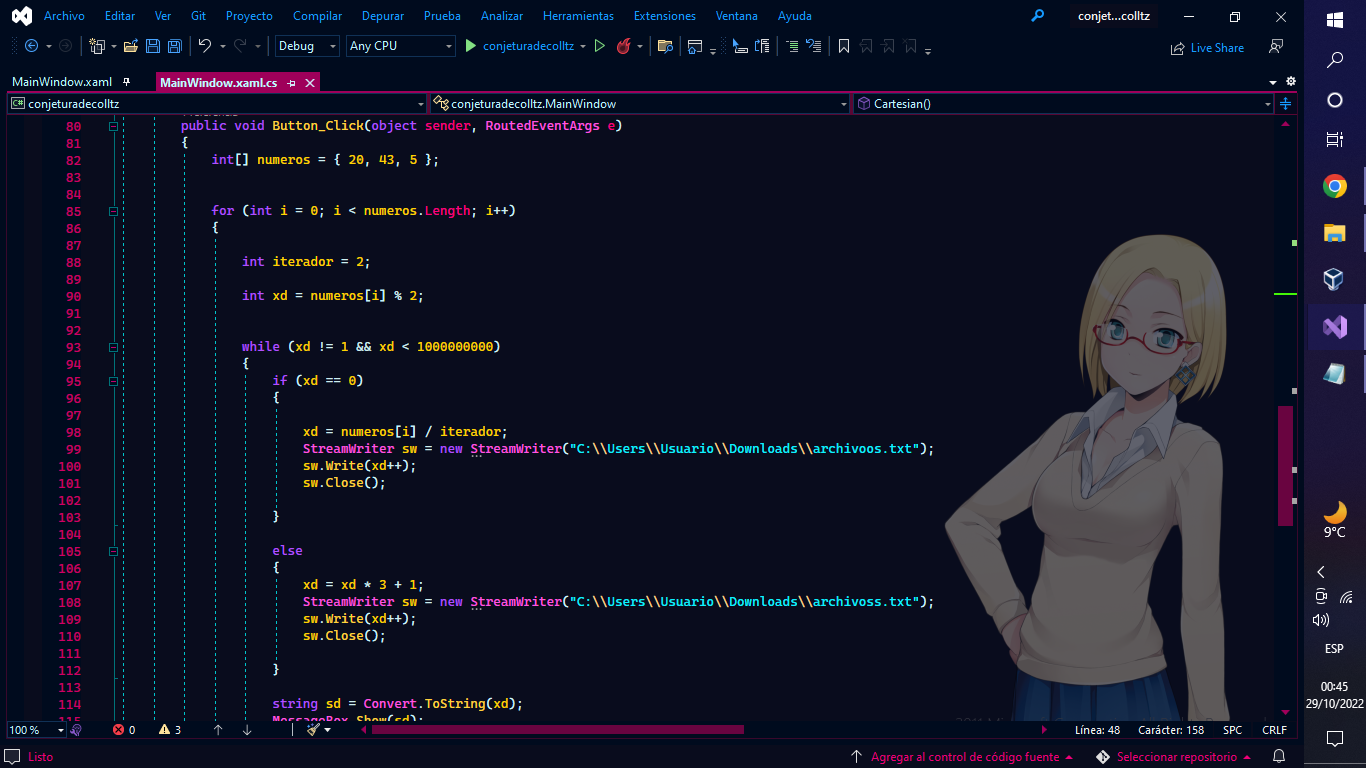 Archivo Editar Ver Git Proyecto Compilar Depurar Prueba Analizar Herramientas Extensiones Ventana Ayuda conjet...colltz
Debug Any CPU conjeturadecolltz Live Share
MainWindow.xaml MainWindow.xaml.cs
C# conjeturadecolltz conjeturadecolltz.MainWindow Cartesian()
80 public void Button_Click(object sender, RoutedEventArgs e)
81 {
82 int[] numeros = { 20, 43, 5 };
83
84
85 for (int i = 0; i < numeros.Length; i++)
86 {
87
88 int iterador = 2;
89
90 int xd = numeros[i] % 2;
91
92
93 while (xd != 1 && xd < 1000000000)
94 {
95 if (xd == 0)
96 {
97
98 xd = numeros[i] / iterador;
99 StreamWriter sw = new StreamWriter("C:\\Users\\Usuario\\Downloads\\archivoos.txt");
100 sw.Write(xd++);
101 sw.Close();
102
103 }
104
105 else
106 {
107 xd = xd * 3 + 1;
108 StreamWriter sw = new StreamWriter("C:\\Users\\Usuario\\Downloads\\archivoss.txt");
109 sw.Write(xd++);
110 sw.Close();
111
112 }
113
114 string sd = Convert.ToString(xd);
115 MessageBox.Show(sd);
100 % 0 3 Línea: 48 Carácter: 158 SPC CRLF
Listo Agregar al control de código fuente Seleccionar repositorio
9°C
ESP
00:45
29/10/2022